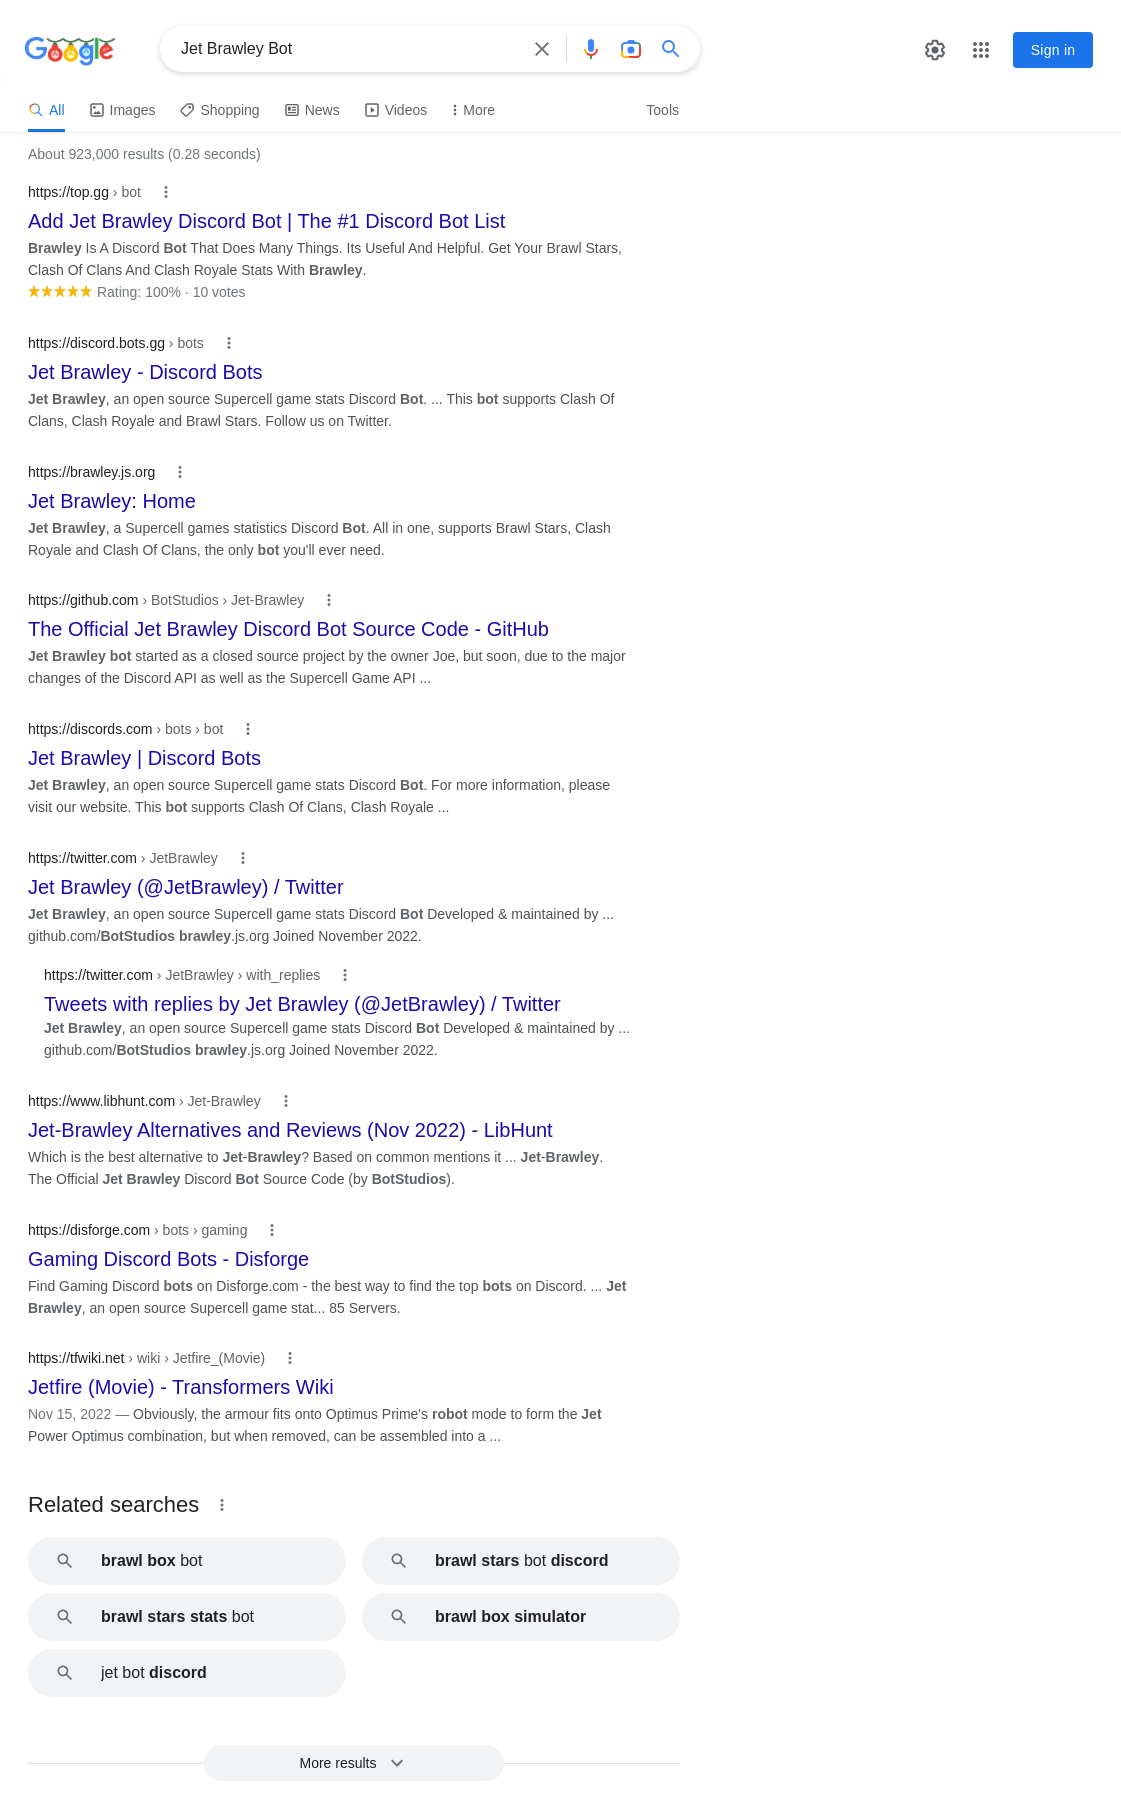 Google
Jet Brawley Bot
Sign in
All Images Shopping News Videos More Tools
About 923,000 results (0.28 seconds)
https://top.gg › bot
Add Jet Brawley Discord Bot | The #1 Discord Bot List
Brawley Is A Discord Bot That Does Many Things. Its Useful And Helpful. Get Your Brawl Stars,
Clash Of Clans And Clash Royale Stats With Brawley.
Rating: 100% · 10 votes
https://discord.bots.gg › bots
Jet Brawley - Discord Bots
Jet Brawley, an open source Supercell game stats Discord Bot. ... This bot supports Clash Of
Clans, Clash Royale and Brawl Stars. Follow us on Twitter.
https://brawley.js.org
Jet Brawley: Home
Jet Brawley, a Supercell games statistics Discord Bot. All in one, supports Brawl Stars, Clash
Royale and Clash Of Clans, the only bot you'll ever need.
https://github.com › BotStudios › Jet-Brawley
The Official Jet Brawley Discord Bot Source Code - GitHub
Jet Brawley bot started as a closed source project by the owner Joe, but soon, due to the major
changes of the Discord API as well as the Supercell Game API ...
https://discords.com › bots › bot
Jet Brawley | Discord Bots
Jet Brawley, an open source Supercell game stats Discord Bot. For more information, please
visit our website. This bot supports Clash Of Clans, Clash Royale ...
https://twitter.com › JetBrawley
Jet Brawley (@JetBrawley) / Twitter
Jet Brawley, an open source Supercell game stats Discord Bot Developed & maintained by ...
github.com/BotStudios brawley.js.org Joined November 2022.
https://twitter.com › JetBrawley › with_replies
Tweets with replies by Jet Brawley (@JetBrawley) / Twitter
Jet Brawley, an open source Supercell game stats Discord Bot Developed & maintained by ...
github.com/BotStudios brawley.js.org Joined November 2022.
https://www.libhunt.com › Jet-Brawley
Jet-Brawley Alternatives and Reviews (Nov 2022) - LibHunt
Which is the best alternative to Jet-Brawley? Based on common mentions it ... Jet-Brawley.
The Official Jet Brawley Discord Bot Source Code (by BotStudios).
https://disforge.com › bots › gaming
Gaming Discord Bots - Disforge
Find Gaming Discord bots on Disforge.com - the best way to find the top bots on Discord. ... Jet
Brawley, an open source Supercell game stat... 85 Servers.
https://tfwiki.net › wiki › Jetfire_(Movie)
Jetfire (Movie) - Transformers Wiki
Nov 15, 2022 — Obviously, the armour fits onto Optimus Prime's robot mode to form the Jet
Power Optimus combination, but when removed, can be assembled into a ...
Related searches
brawl box bot
brawl stars bot discord
brawl stars stats bot
brawl box simulator
jet bot discord
More results